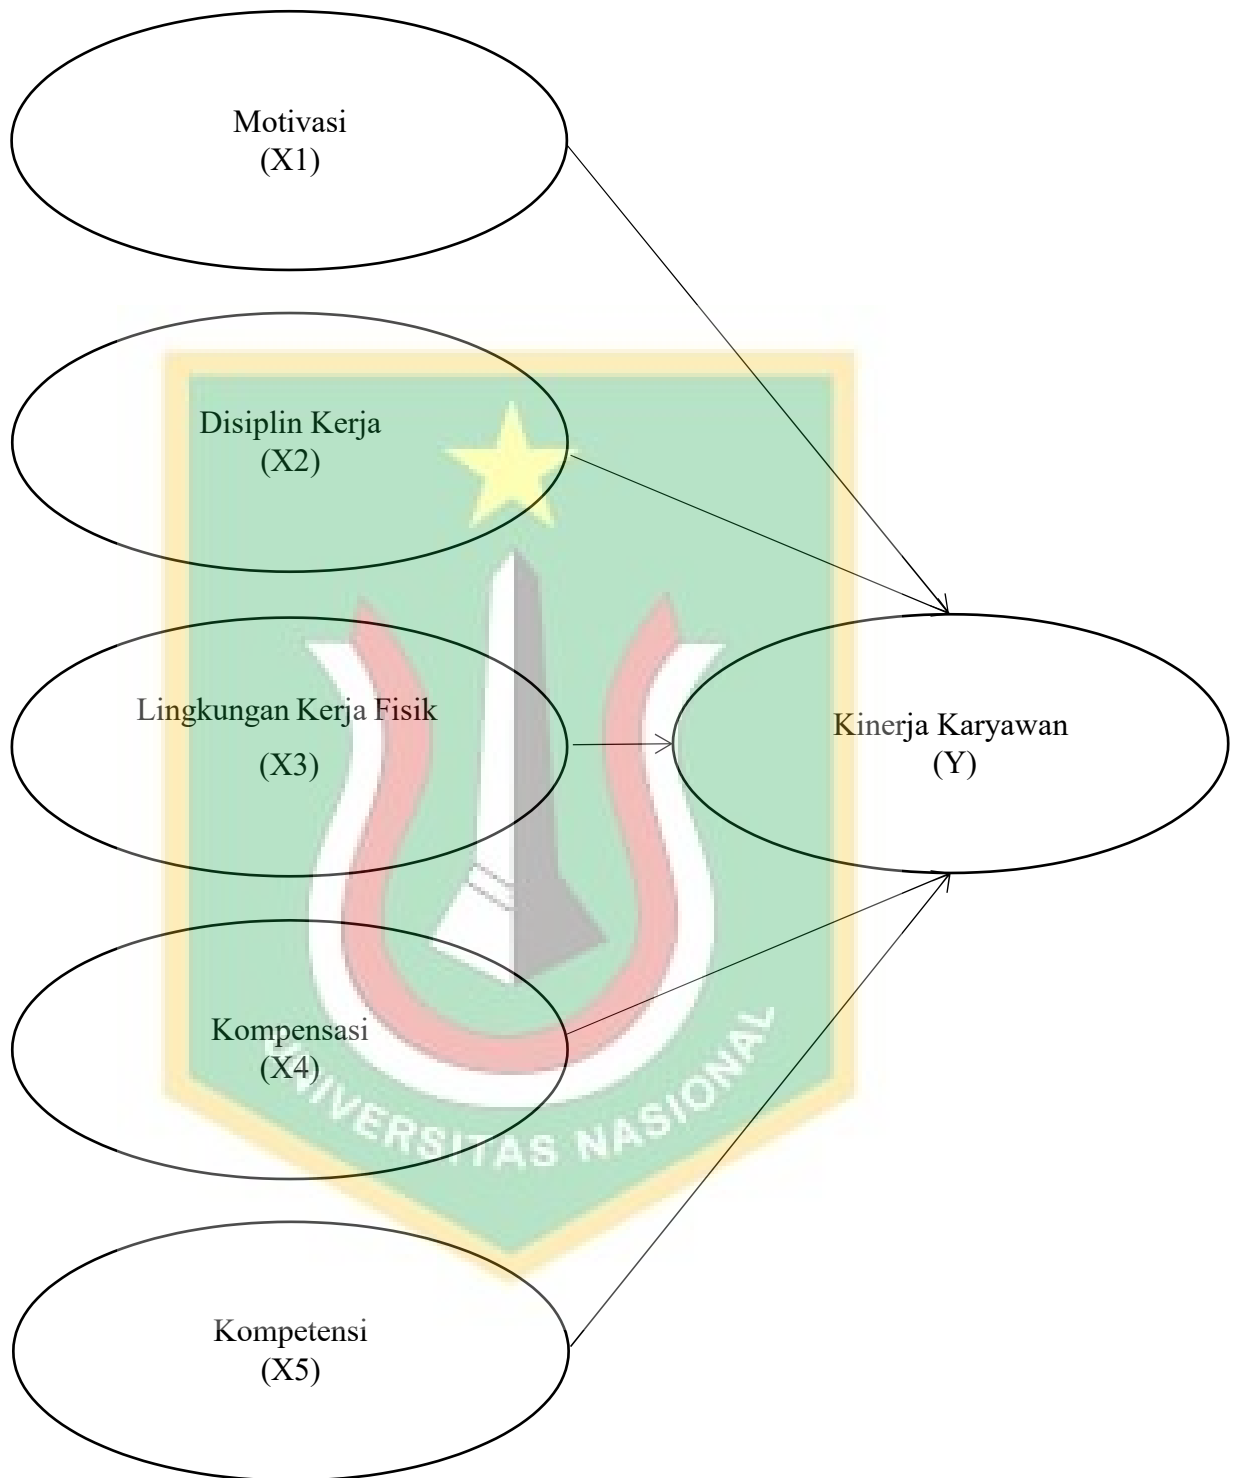 Motivasi
(X1)
Disiplin Kerja
(X2)
Lingkungan Kerja Fisik
(X3)
Kinerja Karyawan
(Y)
Kompensasi
(X4)
UNIVERSITAS NASIONAL
Kompetensi
(X5)